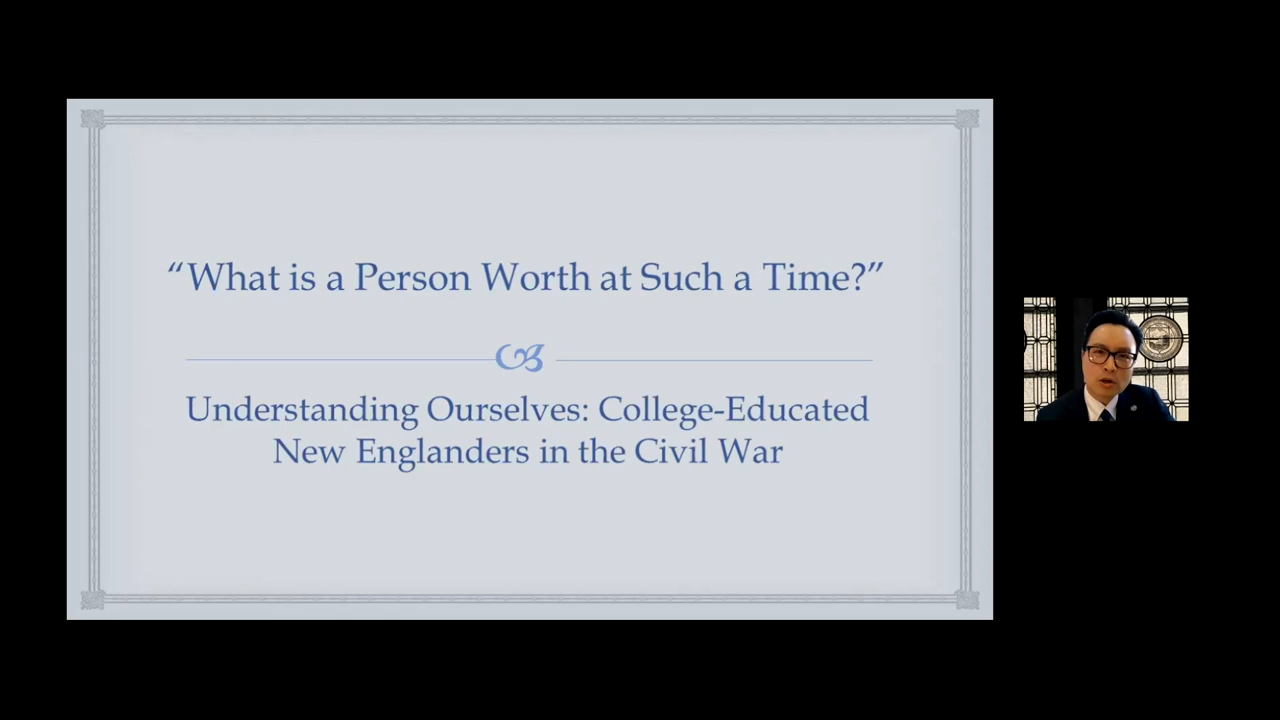 “What is a Person Worth at Such a Time?”
Understanding Ourselves: College-Educated
New Englanders in the Civil War